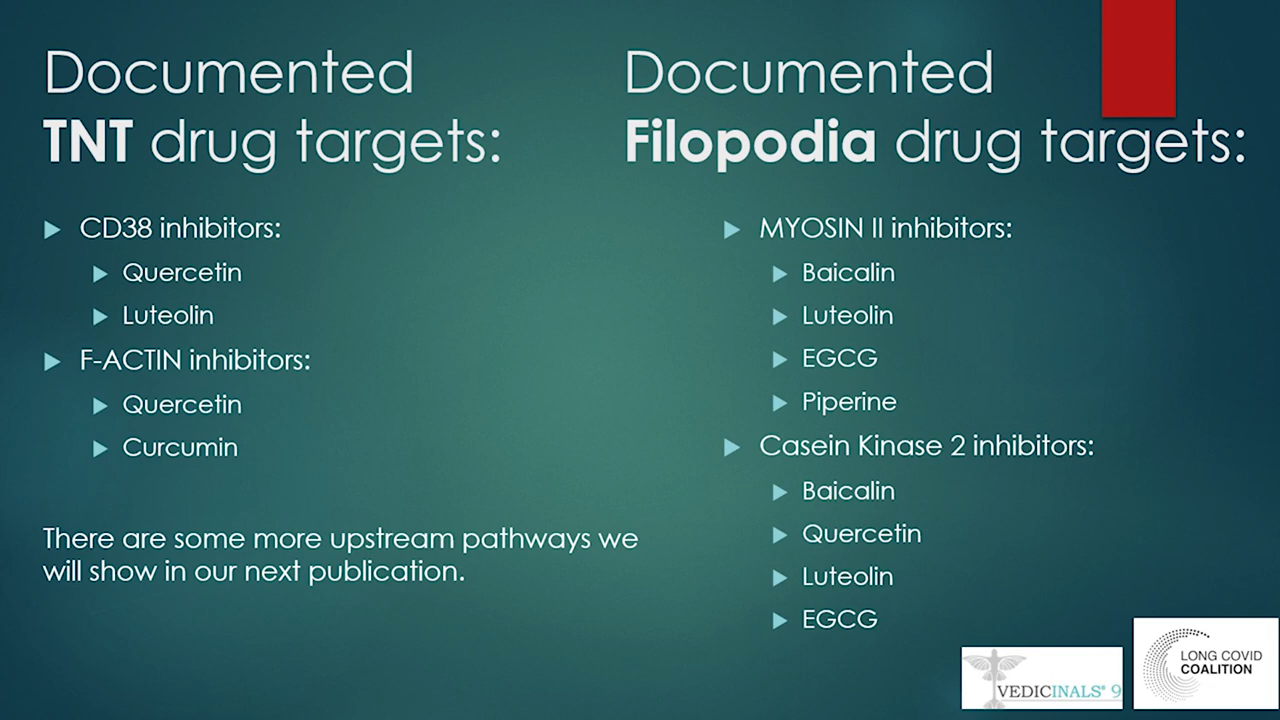 Documented
TNT drug targets:
CD38 inhibitors:
Quercetin
Luteolin
F-ACTIN inhibitors:
Quercetin
Curcumin
There are some more upstream pathways we
will show in our next publication.
Documented
Filopodia drug targets:
MYOSIN II inhibitors:
Baicalin
Luteolin
EGCG
Piperine
Casein Kinase 2 inhibitors:
Baicalin
Quercetin
Luteolin
EGCG
VEDICINALS® 9
LONG COVID
COALITION